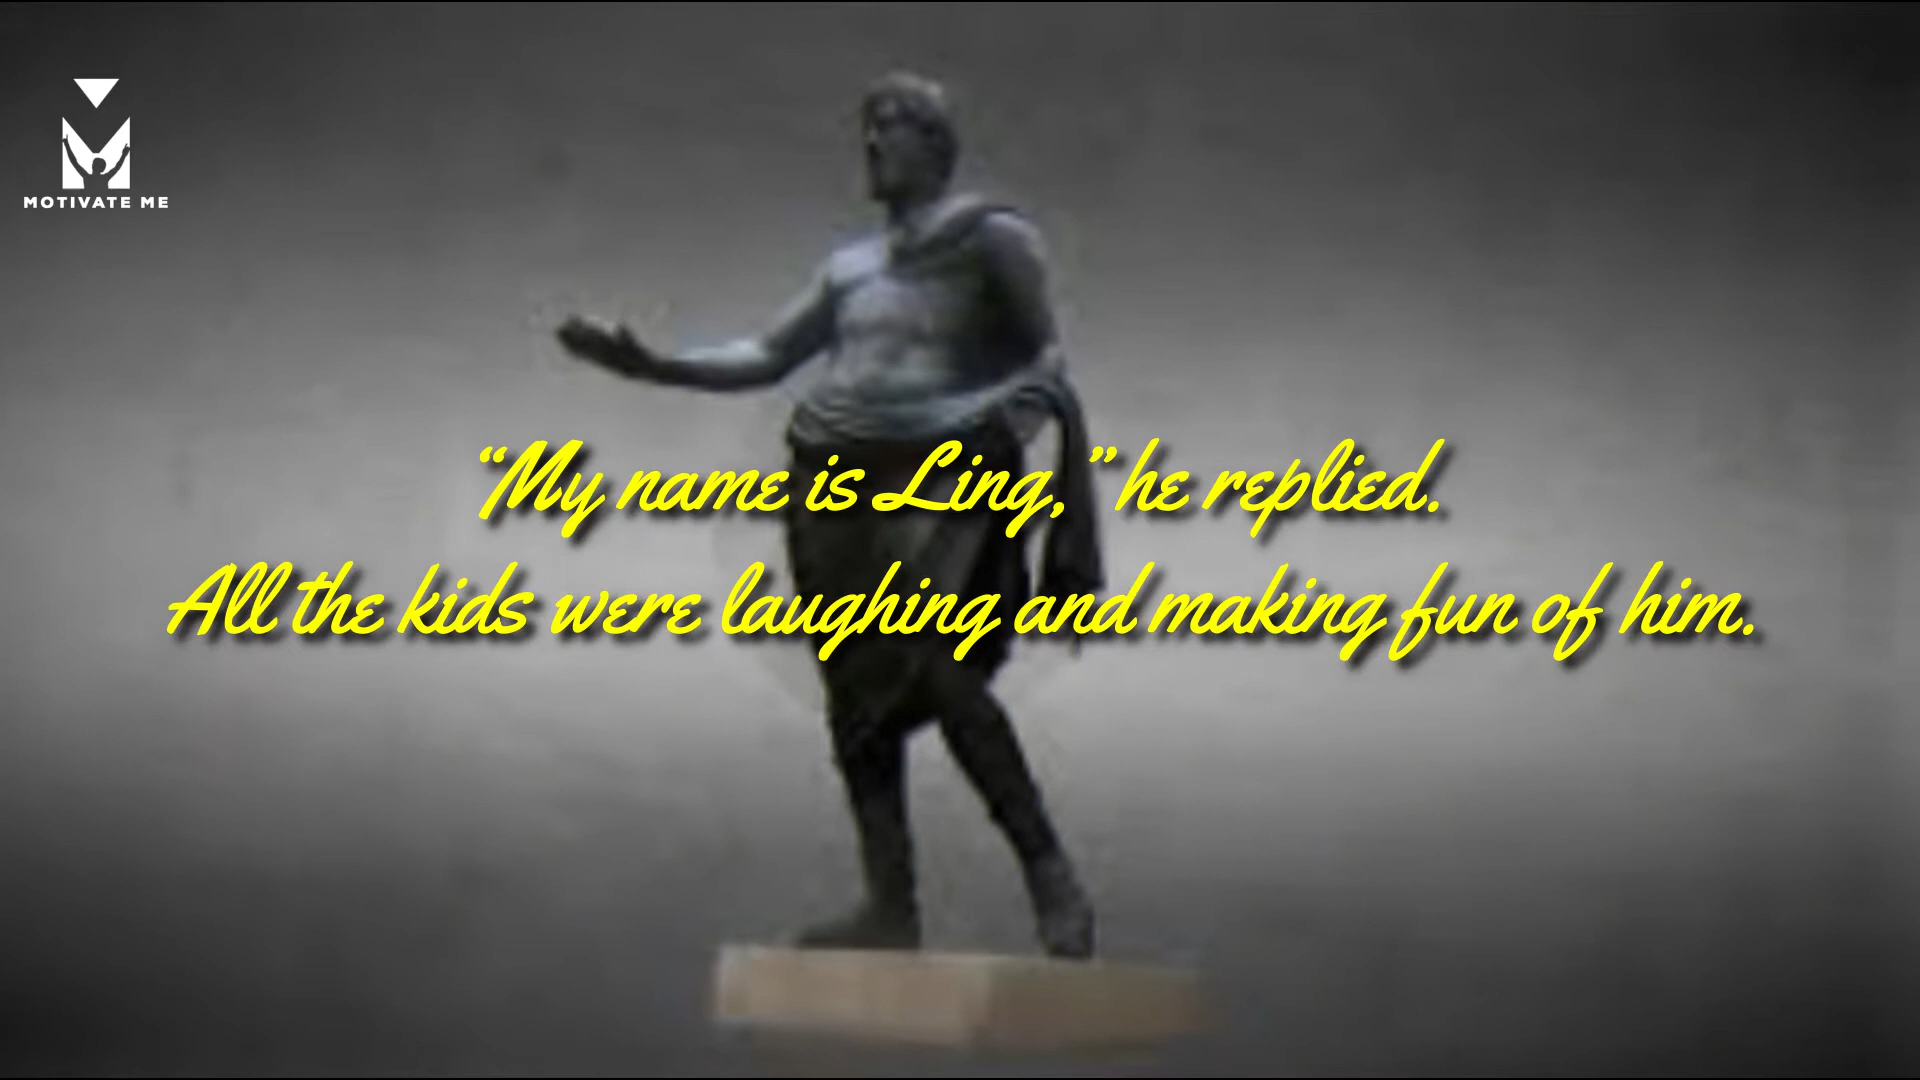 MOTIVATE ME
“My name is Ling,” he replied.
All the kids were laughing and making fun of him.